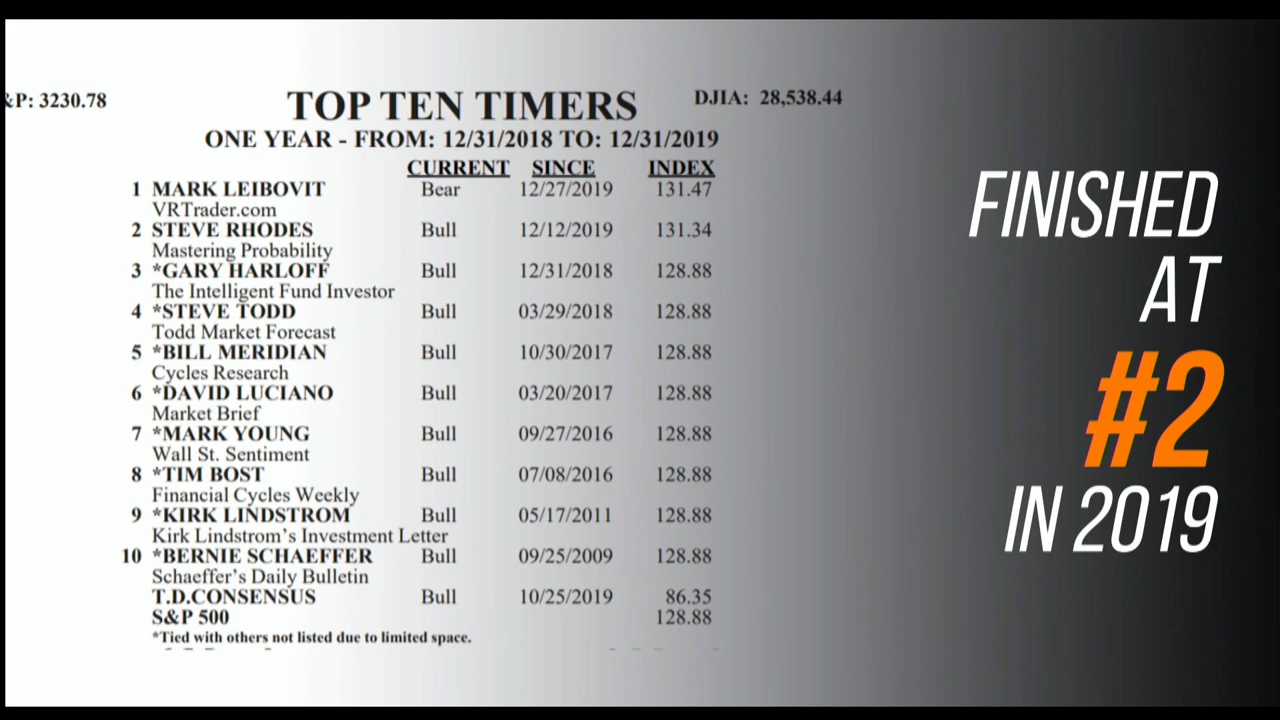 &P: 3230.78
TOP TEN TIMERS
DJIA: 28,538.44
ONE YEAR - FROM: 12/31/2018 TO: 12/31/2019
CURRENT SINCE INDEX
1 MARK LEIBOVIT Bear 12/27/2019 131.47
VRTrader.com
2 STEVE RHODES Bull 12/12/2019 131.34
Mastering Probability
3 *GARY HARLOFF Bull 12/31/2018 128.88
The Intelligent Fund Investor
4 *STEVE TODD Bull 03/29/2018 128.88
Todd Market Forecast
5 *BILL MERIDIAN Bull 10/30/2017 128.88
Cycles Research
6 *DAVID LUCIANO Bull 03/20/2017 128.88
Market Brief
7 *MARK YOUNG Bull 09/27/2016 128.88
Wall St. Sentiment
8 *TIM BOST Bull 07/08/2016 128.88
Financial Cycles Weekly
9 *KIRK LINDSTROM Bull 05/17/2011 128.88
Kirk Lindstrom's Investment Letter
10 *BERNIE SCHAEFFER Bull 09/25/2009 128.88
Schaeffer's Daily Bulletin
T.D.CONSENSUS Bull 10/25/2019 86.35
S&P 500 128.88
*Tied with others not listed due to limited space.
FINISHED
AT
#2
IN 2019